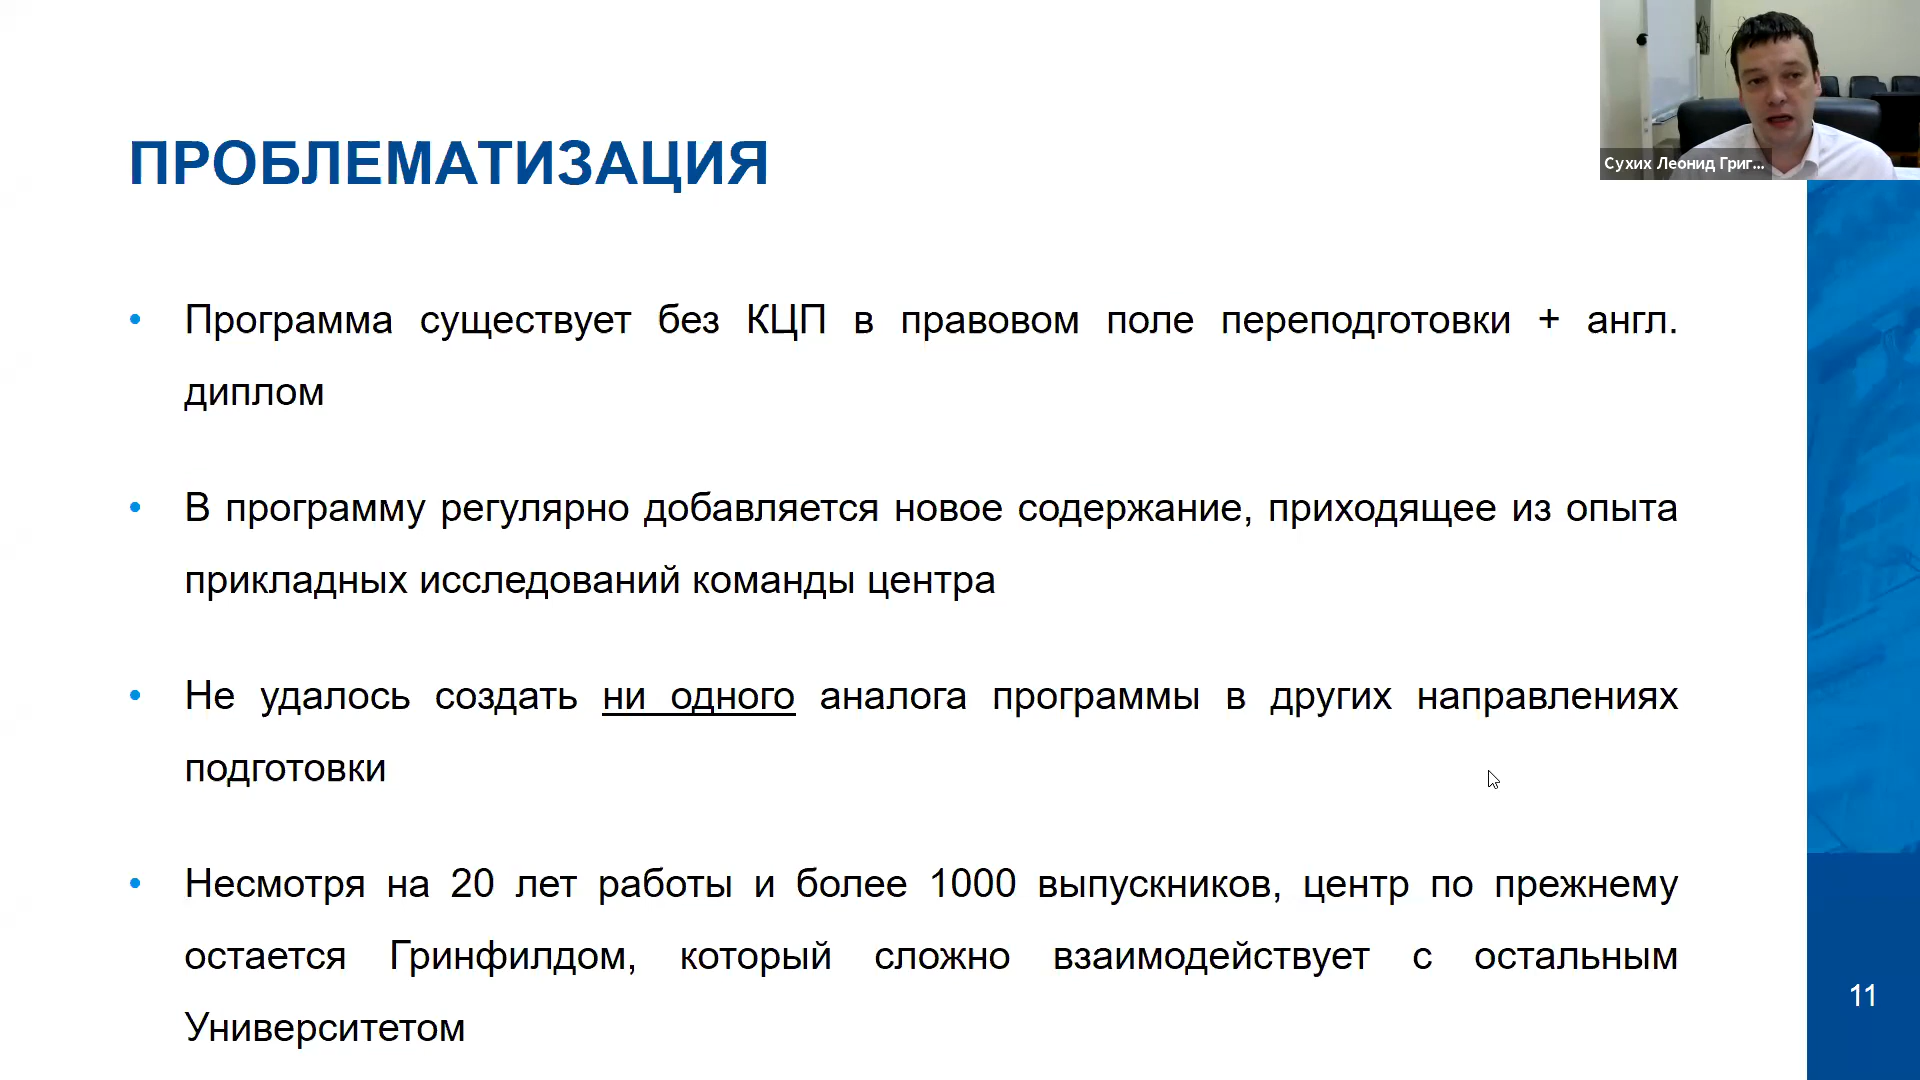 Сухих Леонид Григ...
ПРОБЛЕМАТИЗАЦИЯ
• Программа существует без КЦП в правовом поле переподготовки + англ.
диплом
• В программу регулярно добавляется новое содержание, приходящее из опыта
прикладных исследований команды центра
• Не удалось создать ни одного аналога программы в других направлениях
подготовки
• Несмотря на 20 лет работы и более 1000 выпускников, центр по прежнему
остается Гринфилдом, который сложно взаимодействует с остальным
Университетом
11